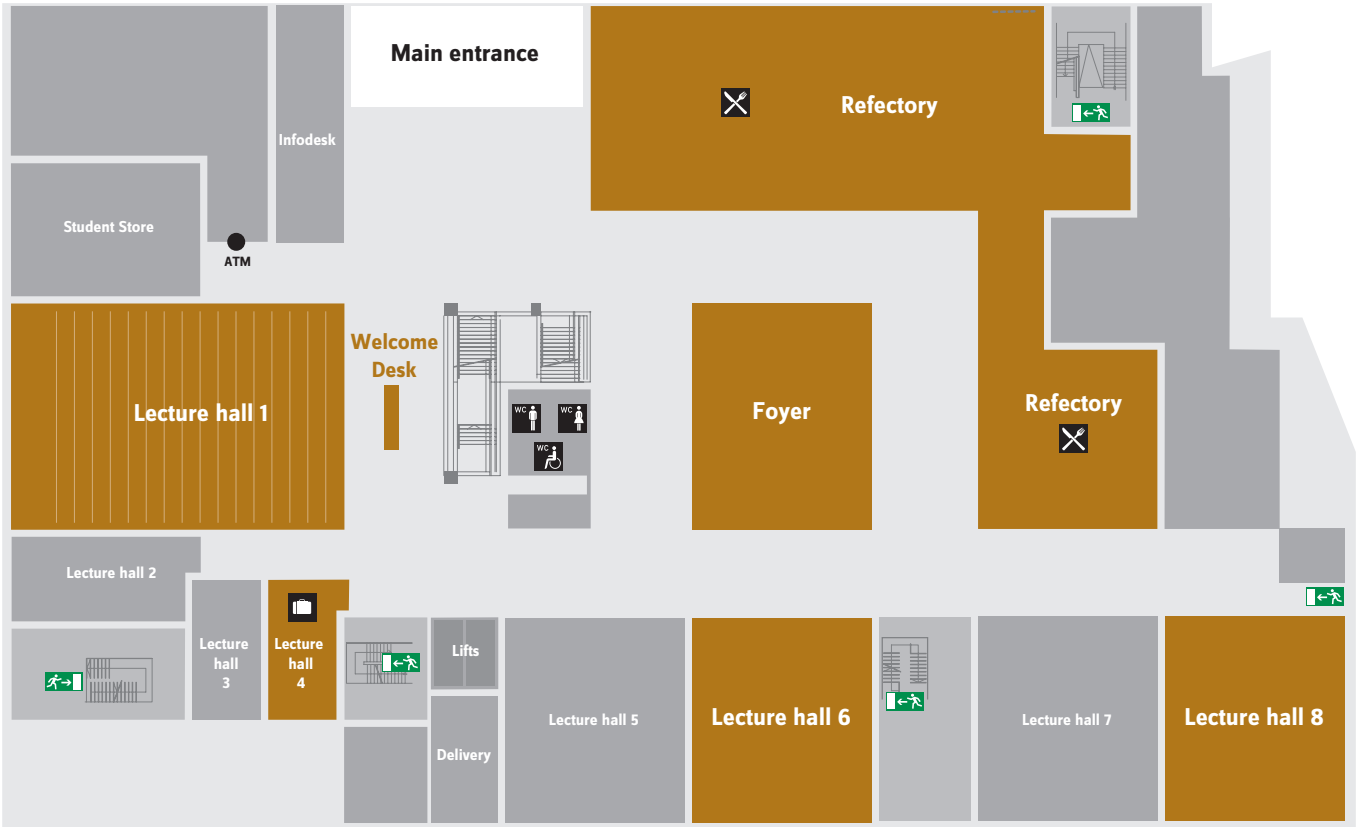 Main entrance
Refectory
Infodesk
Student Store
ATM
Welcome
Desk
Lecture hall 1
WC
WC
WC
Foyer
Refectory
Lecture hall 2
Lecture
hall
3
Lecture
hall
4
Lifts
Delivery
Lecture hall 5
Lecture hall 6
Lecture hall 7
Lecture hall 8